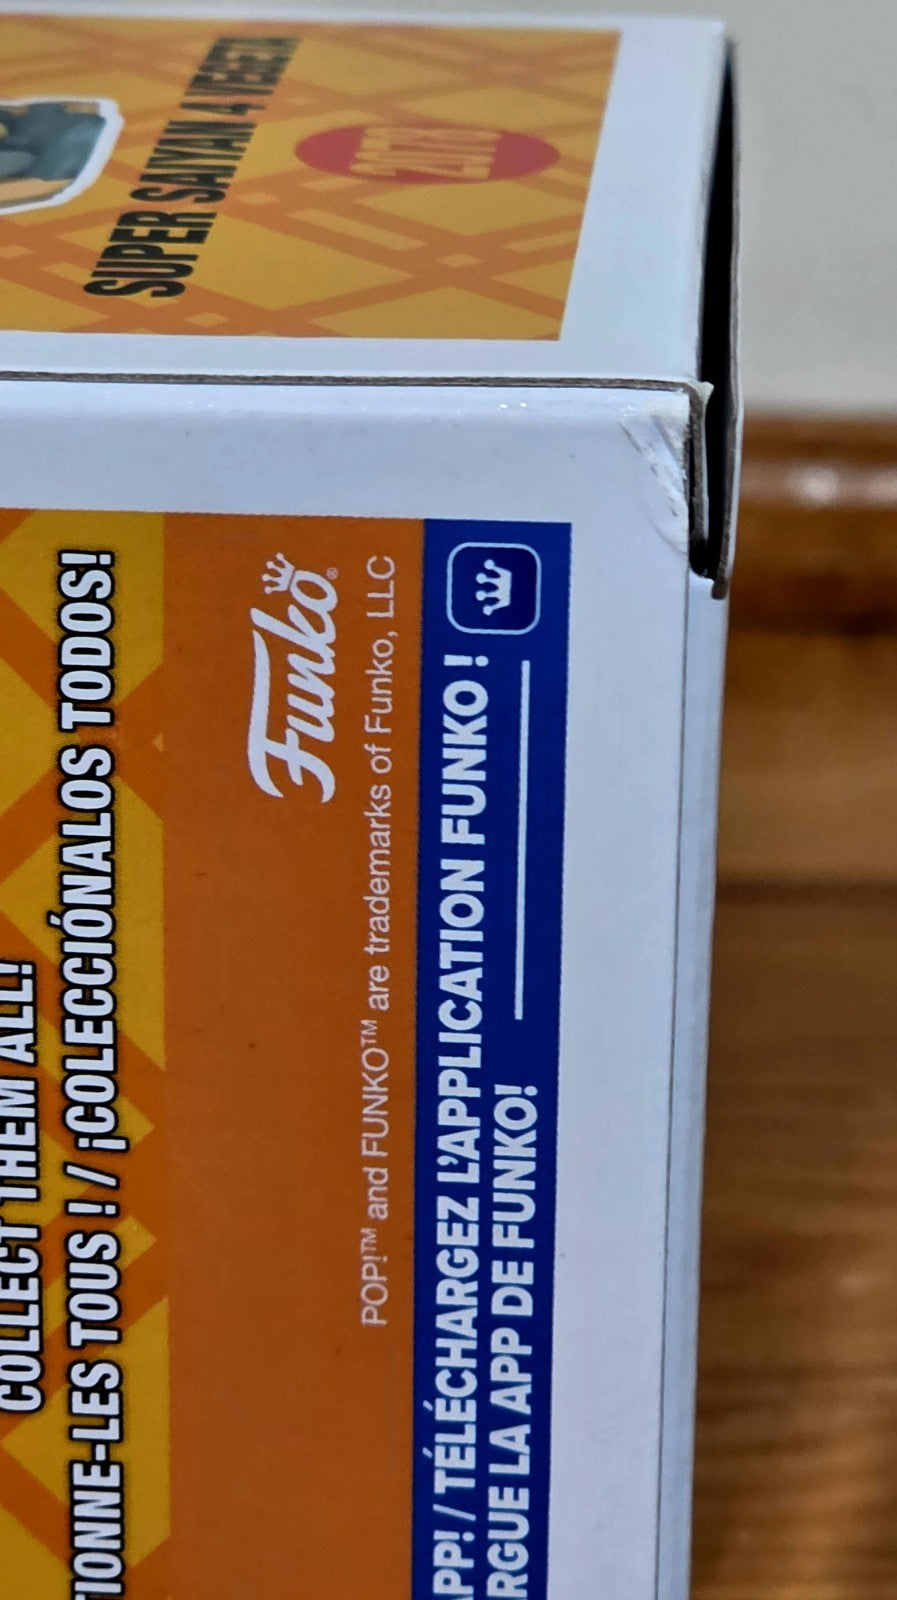 SUPER SAIYAN 4 VEGETA
COLLECT THEM ALL!
TIONNE-LES TOUS ! / ¡COLECCIÓNALOS TODOS!
Funko®
POP!™ and FUNKO™ are trademarks of Funko, LLC
APP! / TÉLÉCHARGEZ L'APPLICATION FUNKO !
RGUE LA APP DE FUNKO!